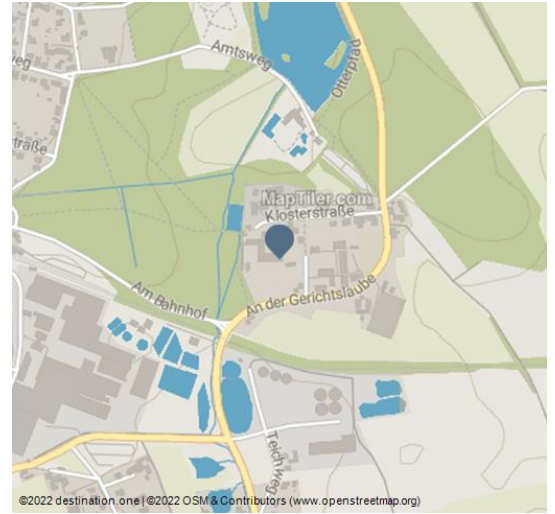 Amtsweg
Otterpfad
eg
straße
MapTiler.com
Klosterstraße
An der Gerichtslaube
Am Bahnhof
Teichweg
©2022 destination.one | ©2022 OSM & Contributors (www.openstreetmap.org)